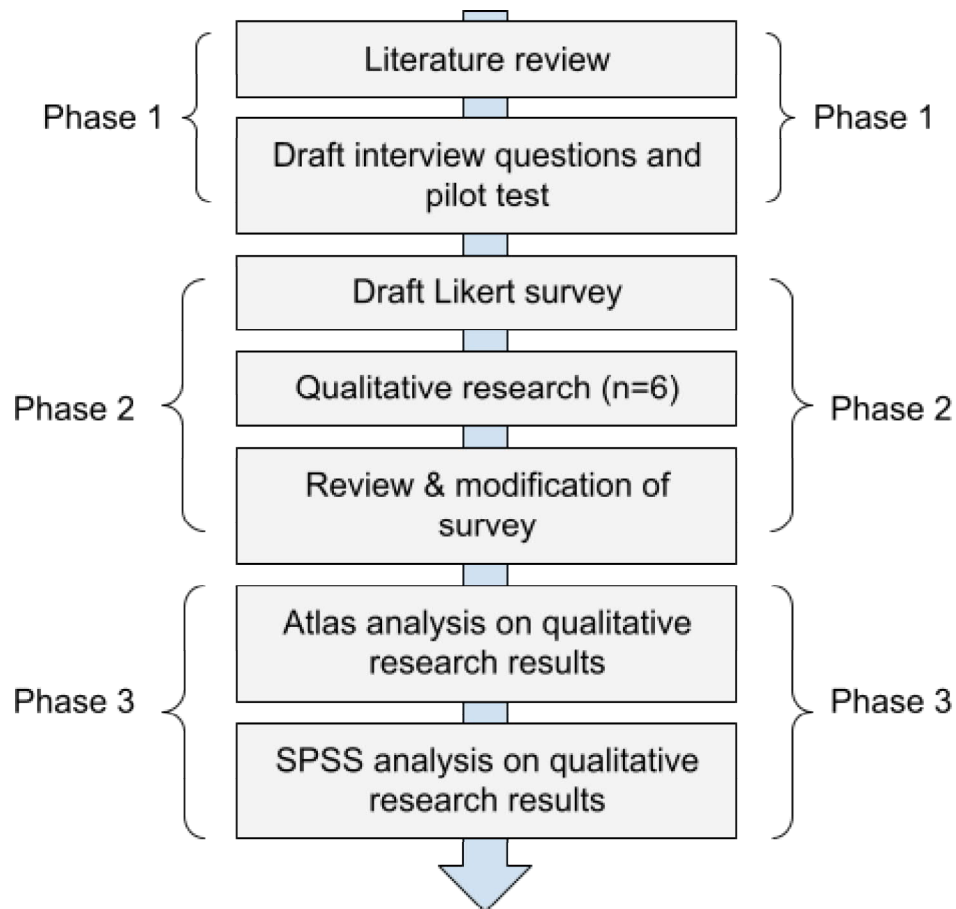 Literature review
Phase 1
Phase 1
Draft interview questions and
pilot test
Draft Likert survey
Qualitative research (n=6)
Phase 2
Phase 2
Review & modification of
survey
Atlas analysis on qualitative
research results
Phase 3
Phase 3
SPSS analysis on qualitative
research results